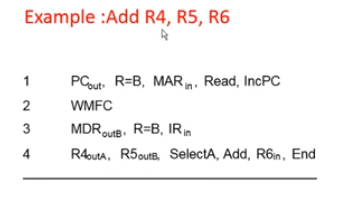 Example :Add R4, R5, R6
1 PCout, R=B, MARin, Read, IncPC
2 WMFC
3 MDRoutB, R=B, IRin
4 R4outA, R5outB, SelectA, Add, R6in, End